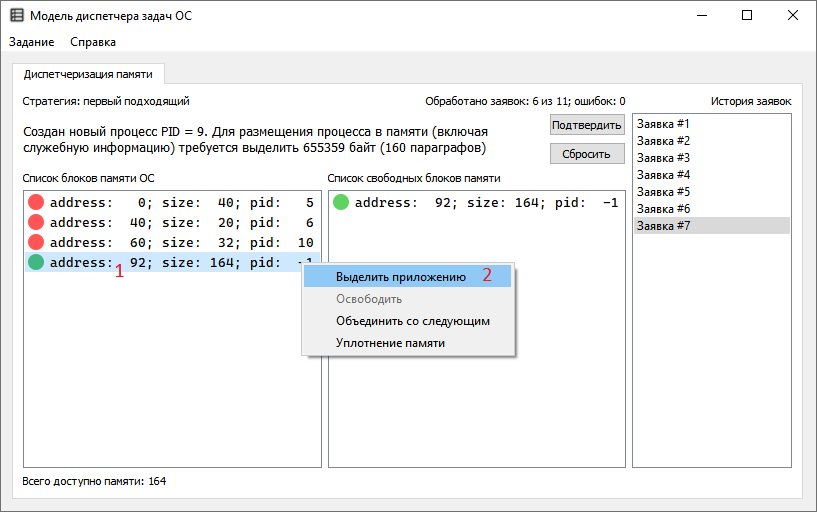 Модель диспетчера задач ОС
Задание Справка
Диспетчеризация памяти
Стратегия: первый подходящий
Обработано заявок: 6 из 11; ошибок: 0
История заявок
Создан новый процесс PID = 9. Для размещения процесса в памяти (включая
служебную информацию) требуется выделить 655359 байт (160 параграфов)
Подтвердить
Сбросить
Список блоков памяти ОС
address: 0; size: 40; pid: 5
address: 40; size: 20; pid: 6
address: 60; size: 32; pid: 10
address: 92; size: 164; pid: -1
1
Выделить приложению 2
Освободить
Объединить со следующим
Уплотнение памяти
Список свободных блоков памяти
address: 92; size: 164; pid: -1
Заявка #1
Заявка #2
Заявка #3
Заявка #4
Заявка #5
Заявка #6
Заявка #7
Всего доступно памяти: 164